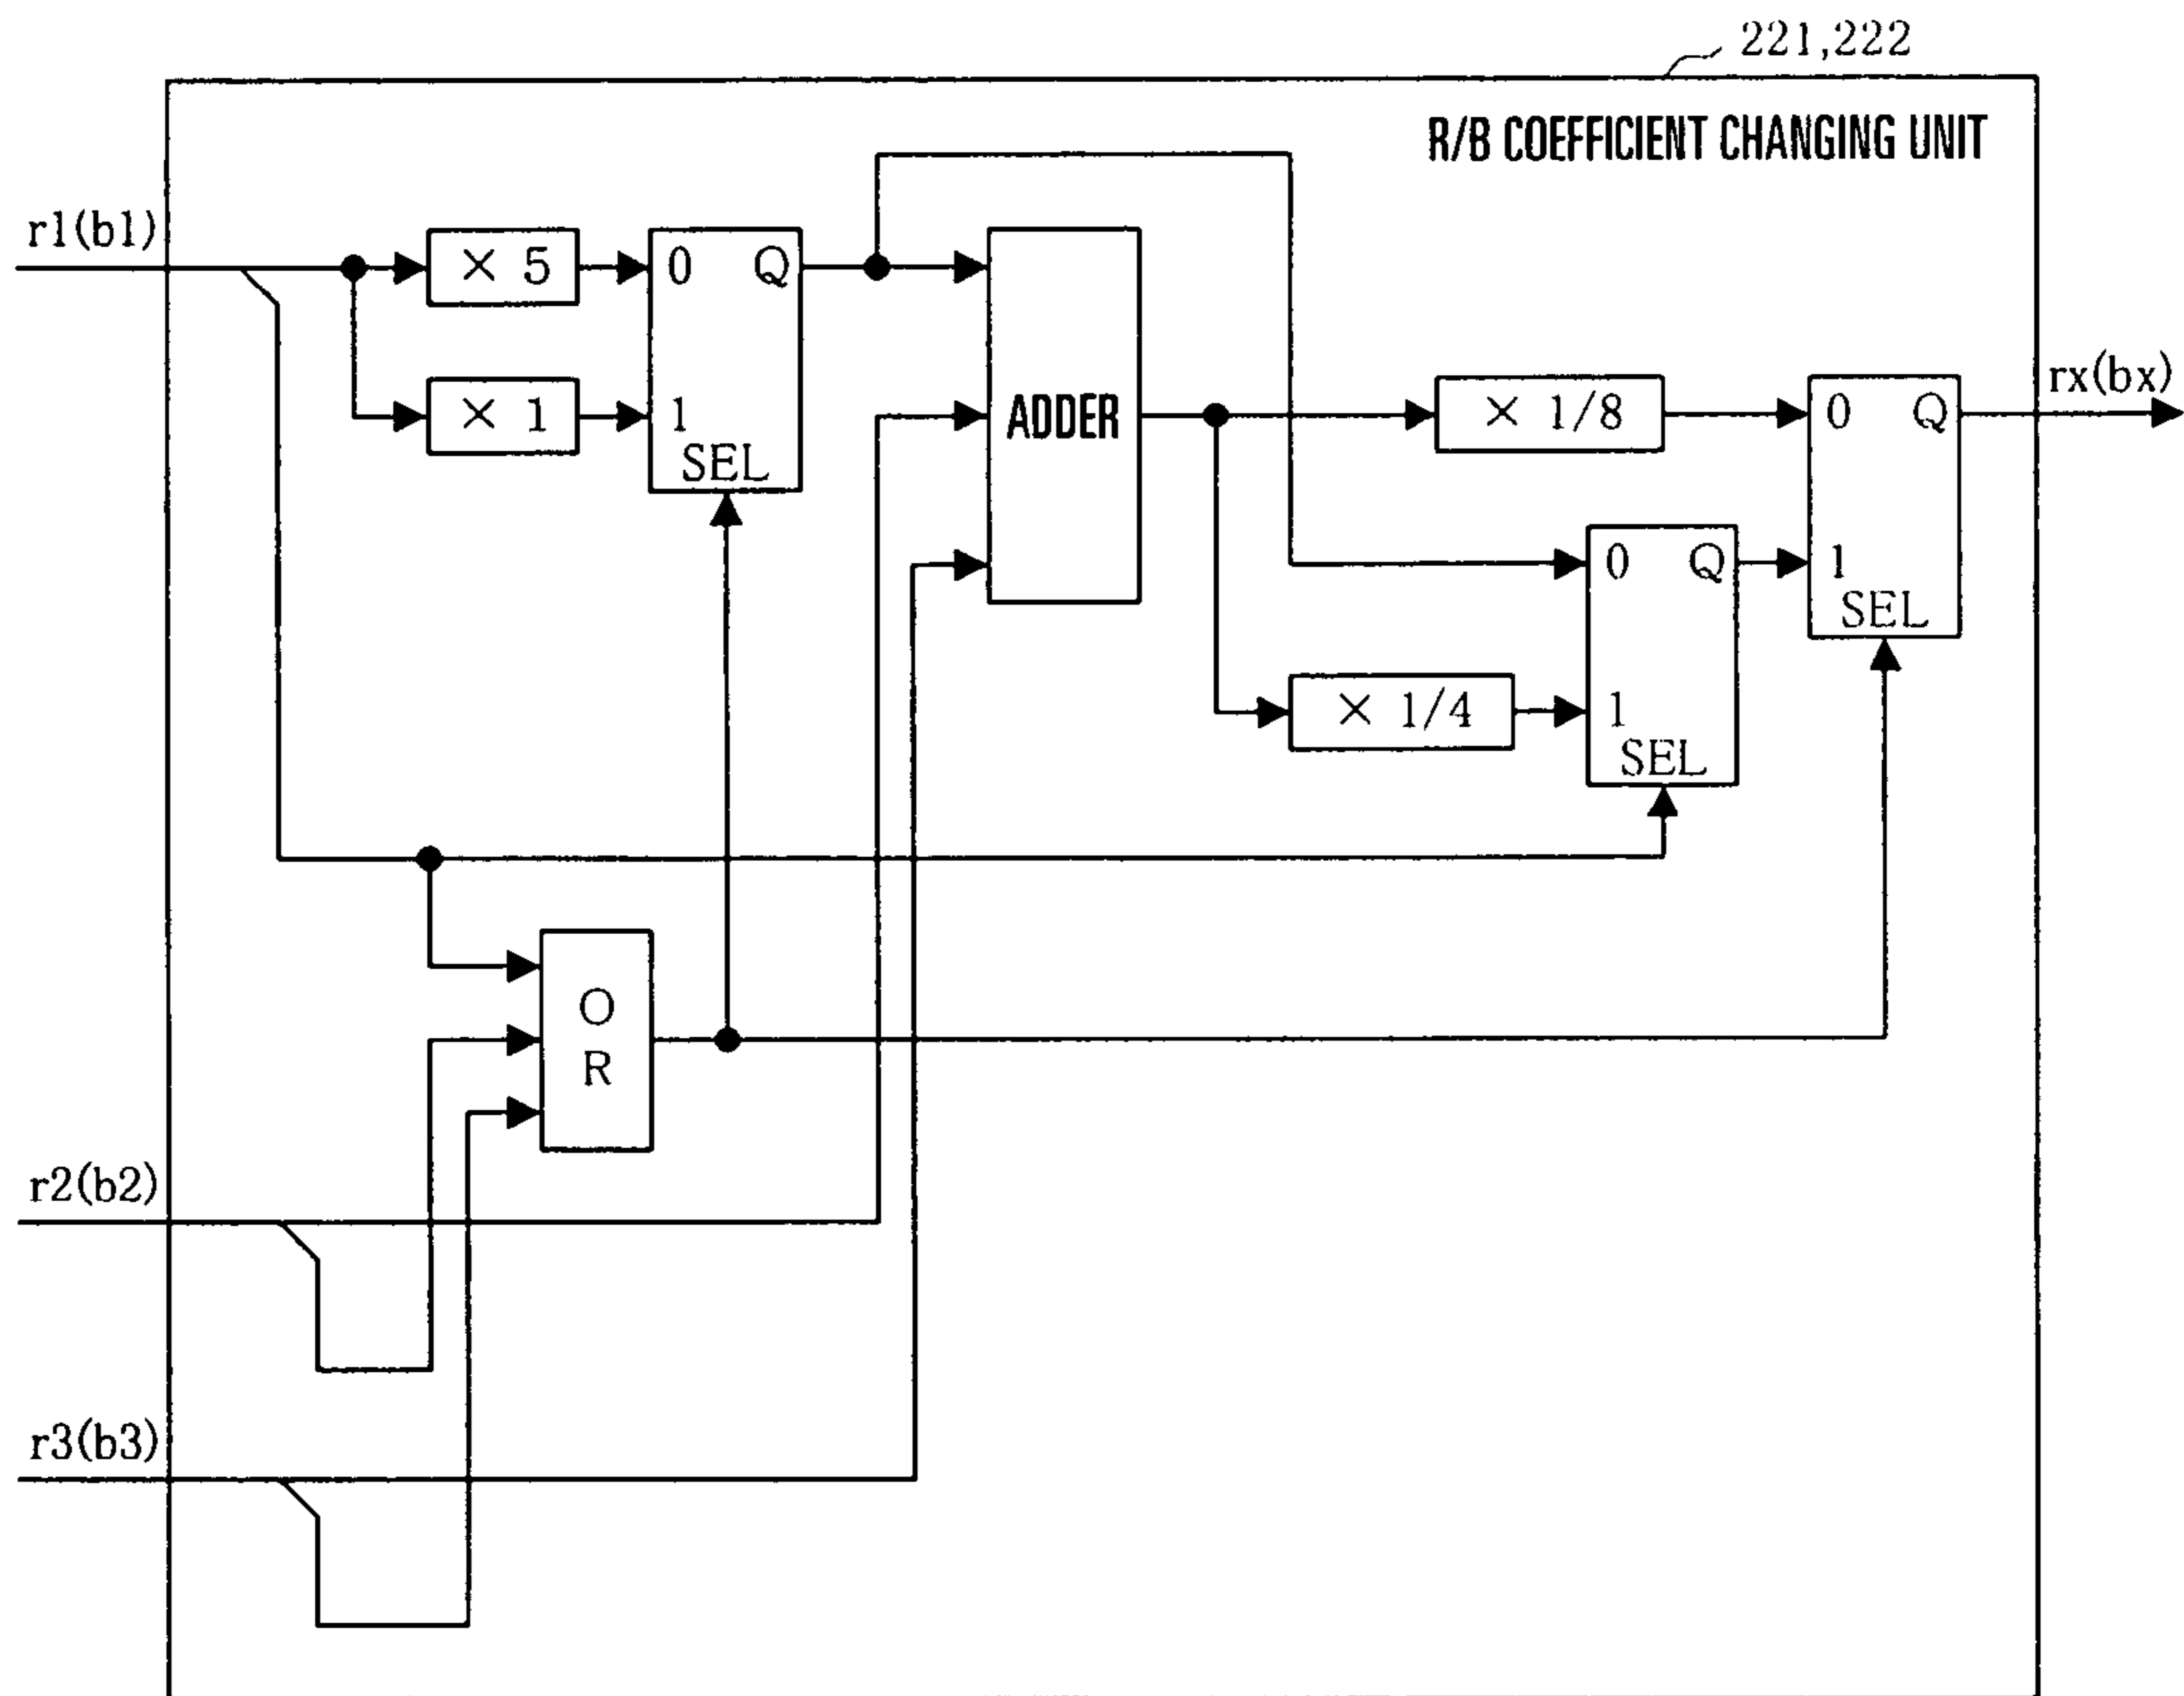 221,222
R/B COEFFICIENT CHANGING UNIT
r1(b1)
× 5
0 Q
× 1
1
SEL
ADDER
× 1/8
0 Q
rx(bx)
1
SEL
0 Q
× 1/4
1
SEL
O
R
r2(b2)
r3(b3)